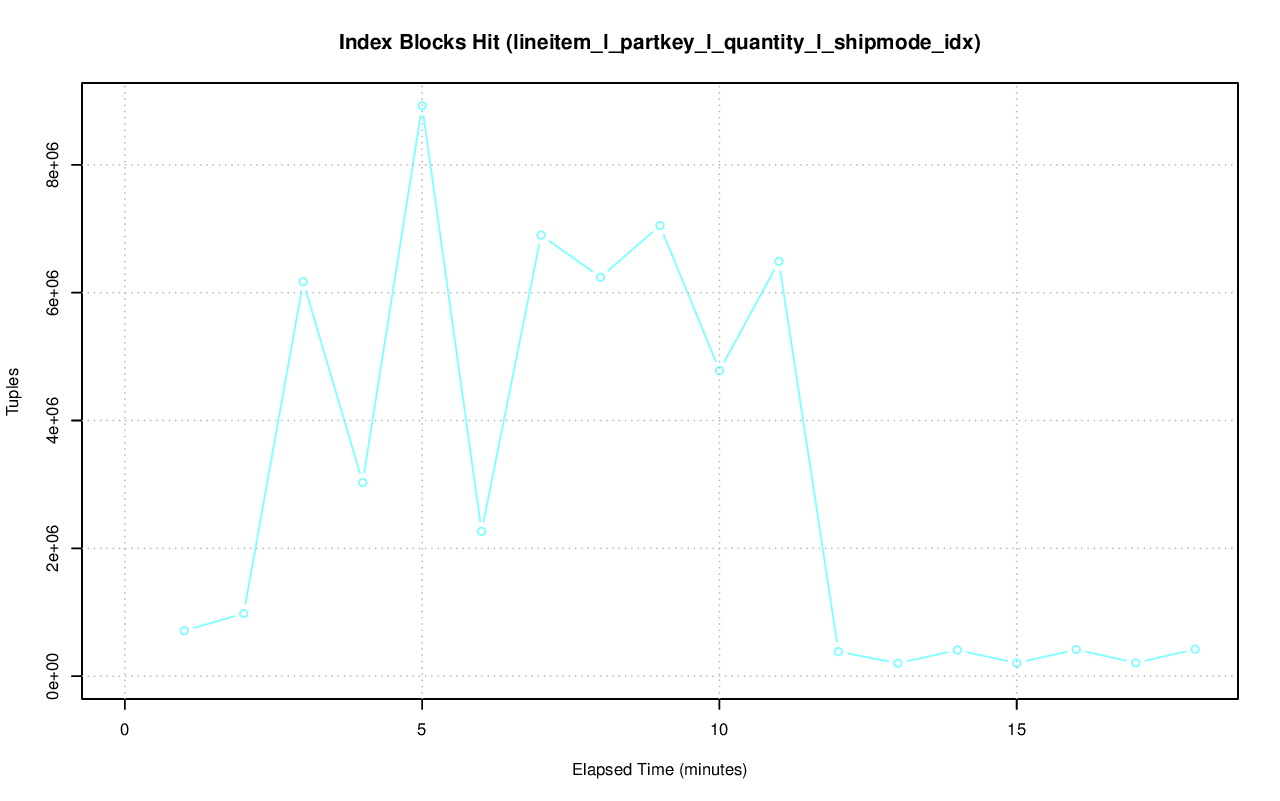 Index Blocks Hit (lineitem_l_partkey_l_quantity_l_shipmode_idx)
Tuples
8e+06
6e+06
4e+06
2e+06
0e+00
0 5 10 15
Elapsed Time (minutes)